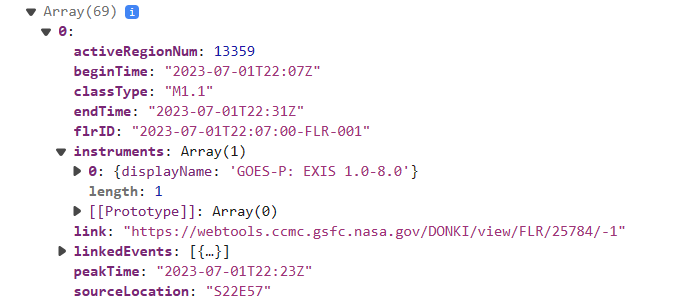 Array(69) i
0:
activeRegionNum: 13359
beginTime: "2023-07-01T22:07Z"
classType: "M1.1"
endTime: "2023-07-01T22:31Z"
flrID: "2023-07-01T22:07:00-FLR-001"
instruments: Array(1)
0: {displayName: 'GOES-P: EXIS 1.0-8.0'}
length: 1
[[Prototype]]: Array(0)
link: "https://webtools.ccmc.gsfc.nasa.gov/DONKI/view/FLR/25784/-1"
linkedEvents: [{…}]
peakTime: "2023-07-01T22:23Z"
sourceLocation: "S22E57"